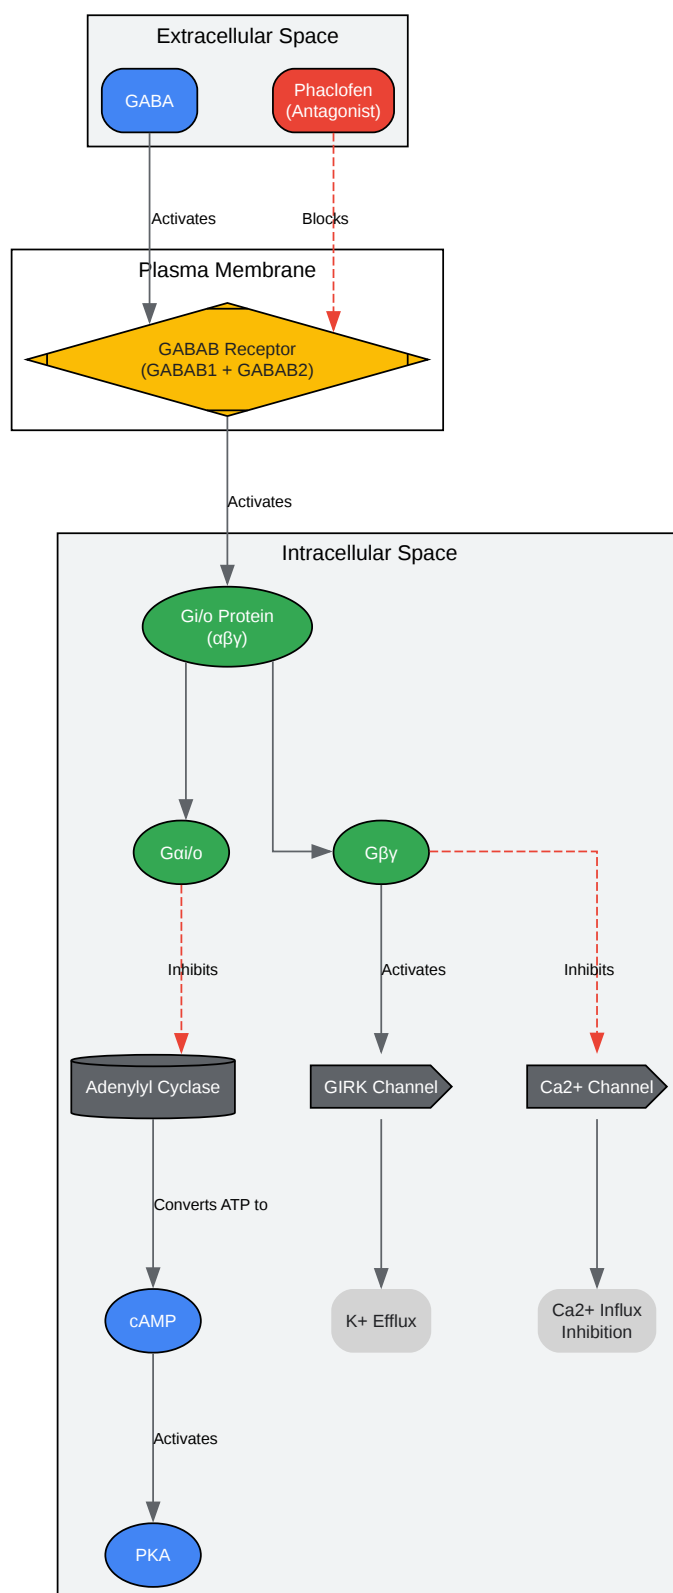 Extracellular Space
GABA
Phaclofen
(Antagonist)
Activates
Blocks
Plasma Membrane
GABAB Receptor
(GABAB1 + GABAB2)
Activates
Intracellular Space
Gi/o Protein
(αβγ)
Gαi/o
Gβγ
Inhibits
Activates
Inhibits
Adenylyl Cyclase
GIRK Channel
Ca2+ Channel
Converts ATP to
cAMP
K+ Efflux
Ca2+ Influx
Inhibition
Activates
PKA